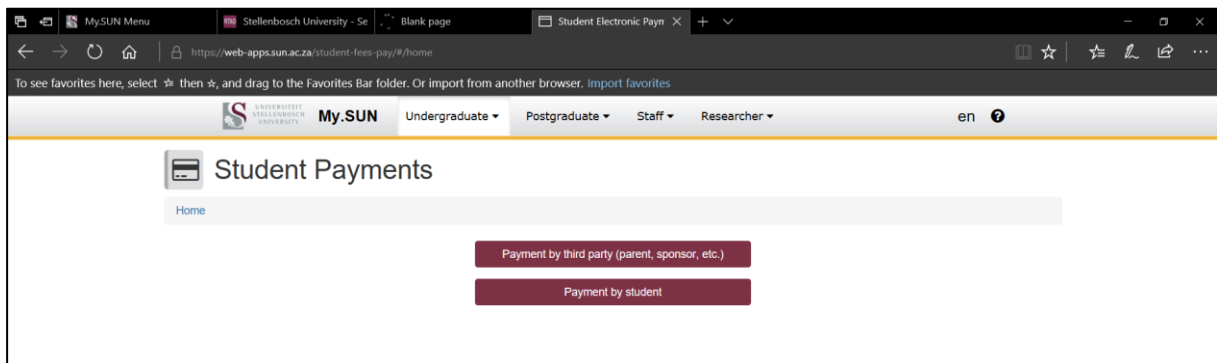 My.SUN Menu
Stellenbosch University - Se
Blank page
Student Electronic Paym
https://web-apps.sun.ac.za/student-fees-pay/#/home
To see favorites here, select ☆ then ☆, and drag to the Favorites Bar folder. Or import from another browser. Import favorites
UNIVERSITEIT
STELLENBOSCH
UNIVERSITY
My.SUN Undergraduate Postgraduate Staff Researcher en
Student Payments
Home
Payment by third party (parent, sponsor, etc.)
Payment by student